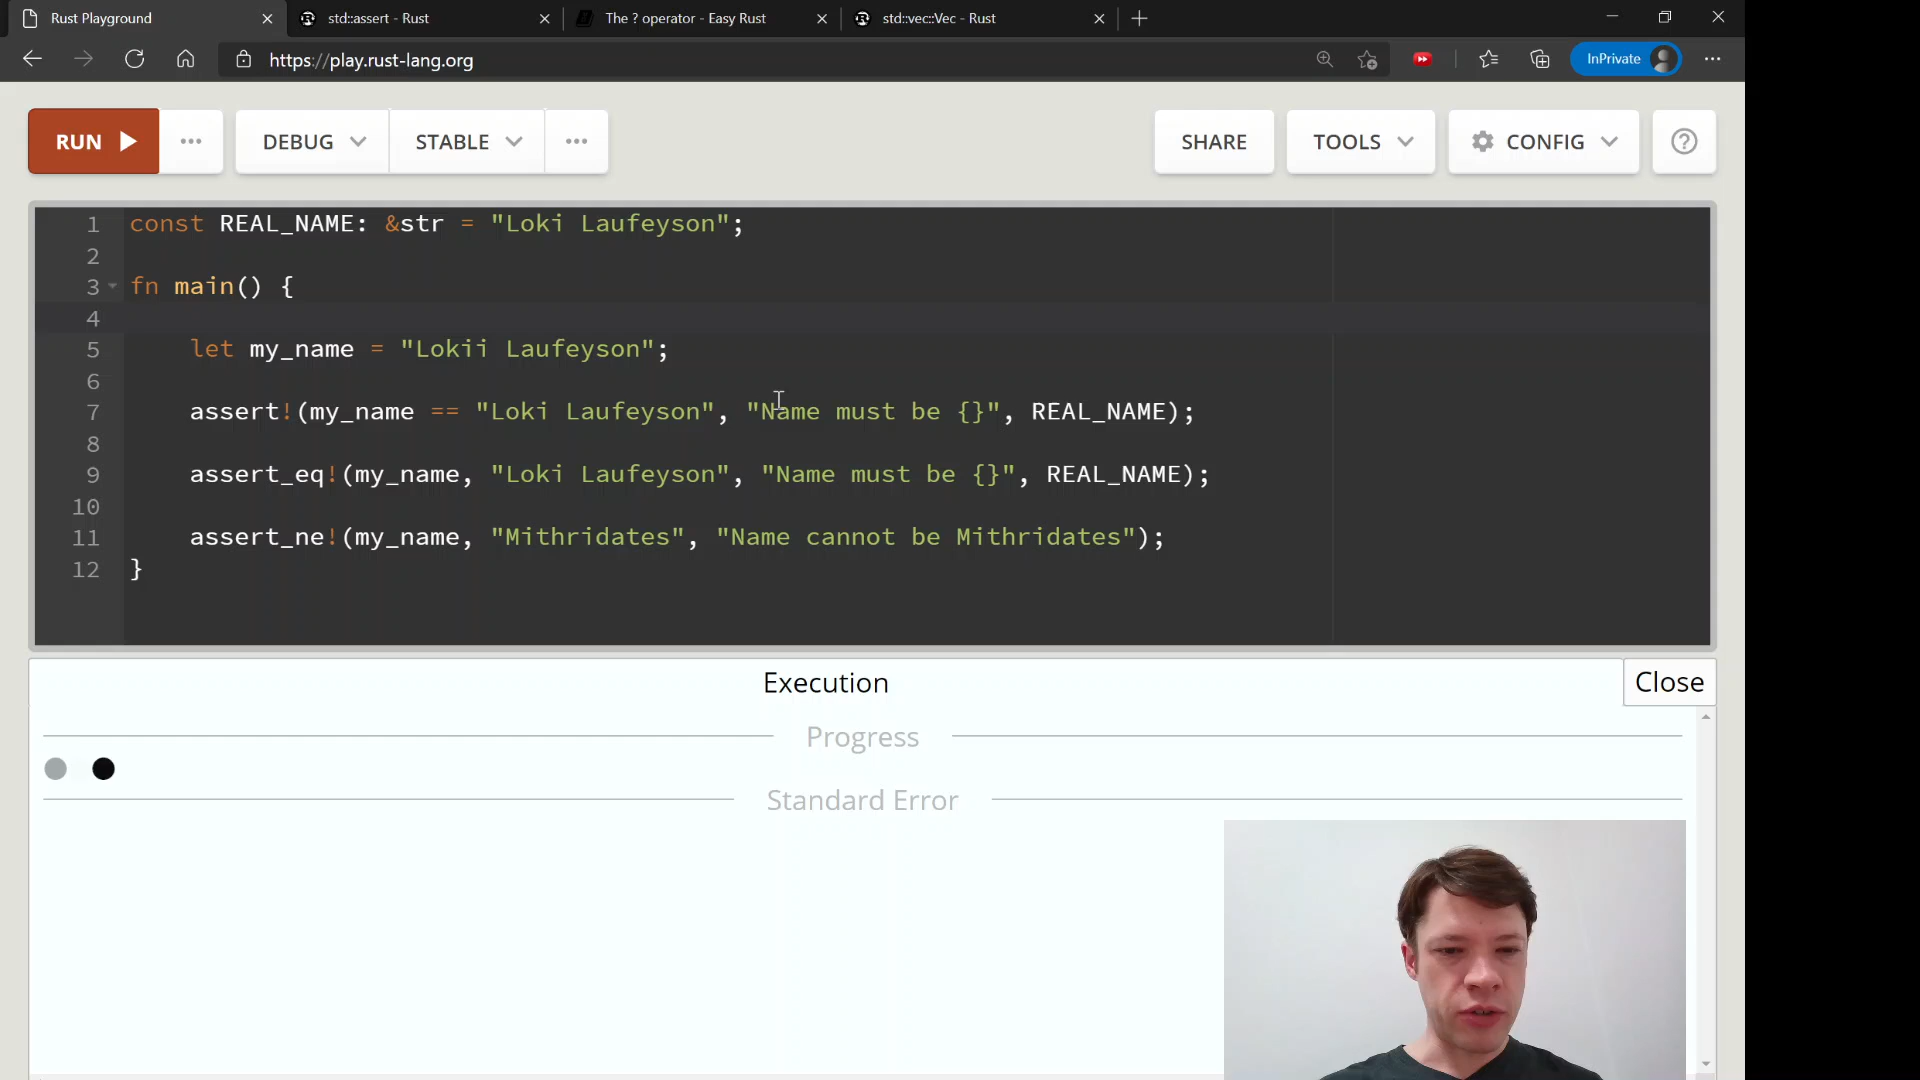 Rust Playground
std::assert - Rust
The ? operator - Easy Rust
std::vec::Vec - Rust
https://play.rust-lang.org
InPrivate
RUN
DEBUG
STABLE
SHARE
TOOLS
CONFIG
1 const REAL_NAME: &str = "Loki Laufeyson";
2
3 fn main() {
4
5 let my_name = "Lokii Laufeyson";
6
7 assert!(my_name == "Loki Laufeyson", "Name must be {}", REAL_NAME);
8
9 assert_eq!(my_name, "Loki Laufeyson", "Name must be {}", REAL_NAME);
10
11 assert_ne!(my_name, "Mithridates", "Name cannot be Mithridates");
12 }
Execution
Close
Progress
Standard Error